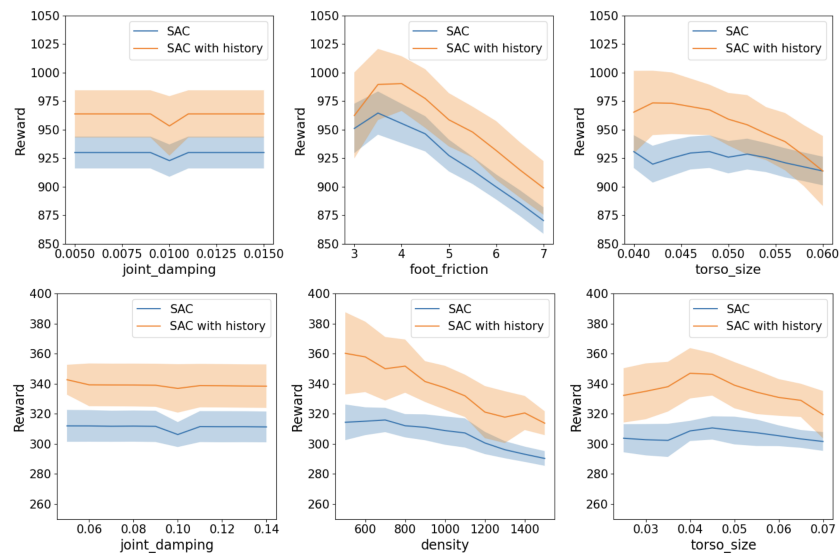 1050
1025
1000
975
950
925
900
875
850
Reward
SAC
SAC with history
0.0050 0.0075 0.0100 0.0125 0.0150
joint_damping
1050
1025
1000
975
950
925
900
875
850
Reward
SAC
SAC with history
3 4 5 6 7
foot_friction
1050
1025
1000
975
950
925
900
875
850
Reward
SAC
SAC with history
0.040 0.045 0.050 0.055 0.060
torso_size
400
380
360
340
320
300
280
260
Reward
SAC
SAC with history
0.06 0.08 0.10 0.12 0.14
joint_damping
400
380
360
340
320
300
280
260
Reward
SAC
SAC with history
600 800 1000 1200 1400
density
400
380
360
340
320
300
280
260
Reward
SAC
SAC with history
0.03 0.04 0.05 0.06 0.07
torso_size